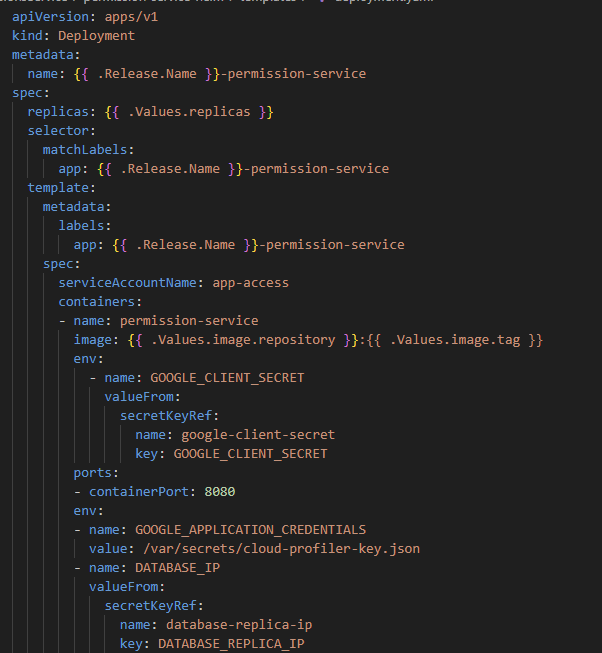 apiVersion: apps/v1
kind: Deployment
metadata:
  name: {{ .Release.Name }}-permission-service
spec:
  replicas: {{ .Values.replicas }}
  selector:
    matchLabels:
      app: {{ .Release.Name }}-permission-service
  template:
    metadata:
      labels:
        app: {{ .Release.Name }}-permission-service
    spec:
      serviceAccountName: app-access
      containers:
      - name: permission-service
        image: {{ .Values.image.repository }}:{{ .Values.image.tag }}
        env:
          - name: GOOGLE_CLIENT_SECRET
            valueFrom:
              secretKeyRef:
                name: google-client-secret
                key: GOOGLE_CLIENT_SECRET
        ports:
        - containerPort: 8080
        env:
        - name: GOOGLE_APPLICATION_CREDENTIALS
          value: /var/secrets/cloud-profiler-key.json
        - name: DATABASE_IP
          valueFrom:
            secretKeyRef:
              name: database-replica-ip
              key: DATABASE_REPLICA_IP